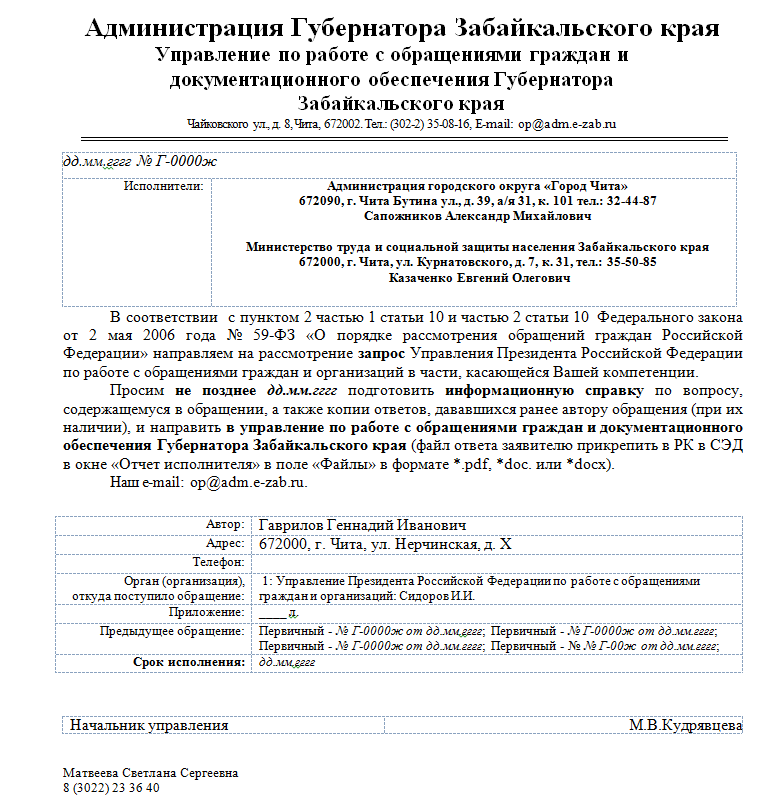 Администрация Губернатора Забайкальского края
Управление по работе с обращениями граждан и
документационного обеспечения Губернатора
Забайкальского края
Чайковского ул., д. 8, Чита, 672002. Тел.: (302-2) 35-08-16, E-mail: op@adm.e-zab.ru
дд.мм.гггг № Г-0000ж
Исполнители:
Администрация городского округа «Город Чита»
672090, г. Чита Бутина ул., д. 39, а/я 31, к. 101 тел.: 32-44-87
Сапожников Александр Михайлович
Министерство труда и социальной защиты населения Забайкальского края
672000, г. Чита, ул. Курнатовского, д. 7, к. 31, тел.: 35-50-85
Казаченко Евгений Олегович
В соответствии с пунктом 2 частью 1 статьи 10 и частью 2 статьи 10 Федерального закона
от 2 мая 2006 года № 59-ФЗ «О порядке рассмотрения обращений граждан Российской
Федерации» направляем на рассмотрение запрос Управления Президента Российской Федерации
по работе с обращениями граждан и организаций в части, касающейся Вашей компетенции.
Просим не позднее дд.мм.гггг подготовить информационную справку по вопросу,
содержащемуся в обращении, а также копии ответов, дававшихся ранее автору обращения (при их
наличии), и направить в управление по работе с обращениями граждан и документационного
обеспечения Губернатора Забайкальского края (файл ответа заявителю прикрепить в РК в СЭД
в окне «Отчет исполнителя» в поле «Файлы» в формате *.pdf, *doc. или *docx).
Наш e-mail: op@adm.e-zab.ru.
Автор: Гаврилов Геннадий Иванович
Адрес: 672000, г. Чита, ул. Нерчинская, д. Х
Телефон:
Орган (организация), 1: Управление Президента Российской Федерации по работе с обращениями
откуда поступило обращение: граждан и организаций: Сидоров И.И.
Приложение: ____ д.
Предыдущее обращение: Первичный - № Г-0000ж от дд.мм.гггг; Первичный - № Г-0000ж от дд.мм.гггг;
Первичный - № Г-0000ж от дд.мм.гггг; Первичный - № № Г-00ж от дд.мм.гггг;
Срок исполнения: дд.мм.гггг
Начальник управления М.В.Кудрявцева
Матвеева Светлана Сергеевна
8 (3022) 23 36 40